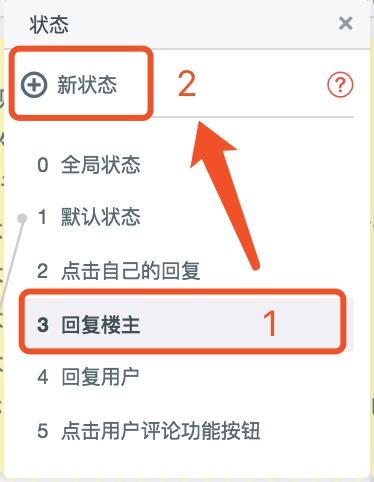 状态 ×
新状态 2 ?
0 全局状态
1 默认状态
2 点击自己的回复
3 回复楼主 1
4 回复用户
5 点击用户评论功能按钮